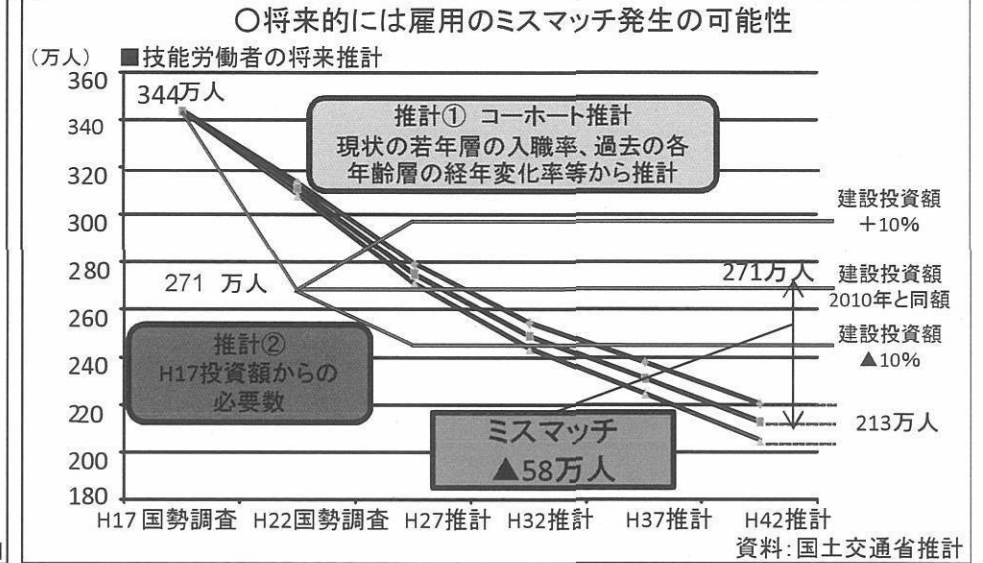 〇将来的には雇用のミスマッチ発生の可能性
(万人)
■技能労働者の将来推計
360
340
320
300
280
260
240
220
200
180
344万人
推計① コーホート推計
現状の若年層の入職率、過去の各
年齢層の経年変化率等から推計
建設投資額
+10%
271万人
建設投資額
2010年と同額
271 万人
建設投資額
▲10%
推計②
H17投資額からの
必要数
ミスマッチ
▲58万人
213万人
H17 国勢調査 H22国勢調査 H27推計 H32推計 H37推計 H42推計
資料:国土交通省推計